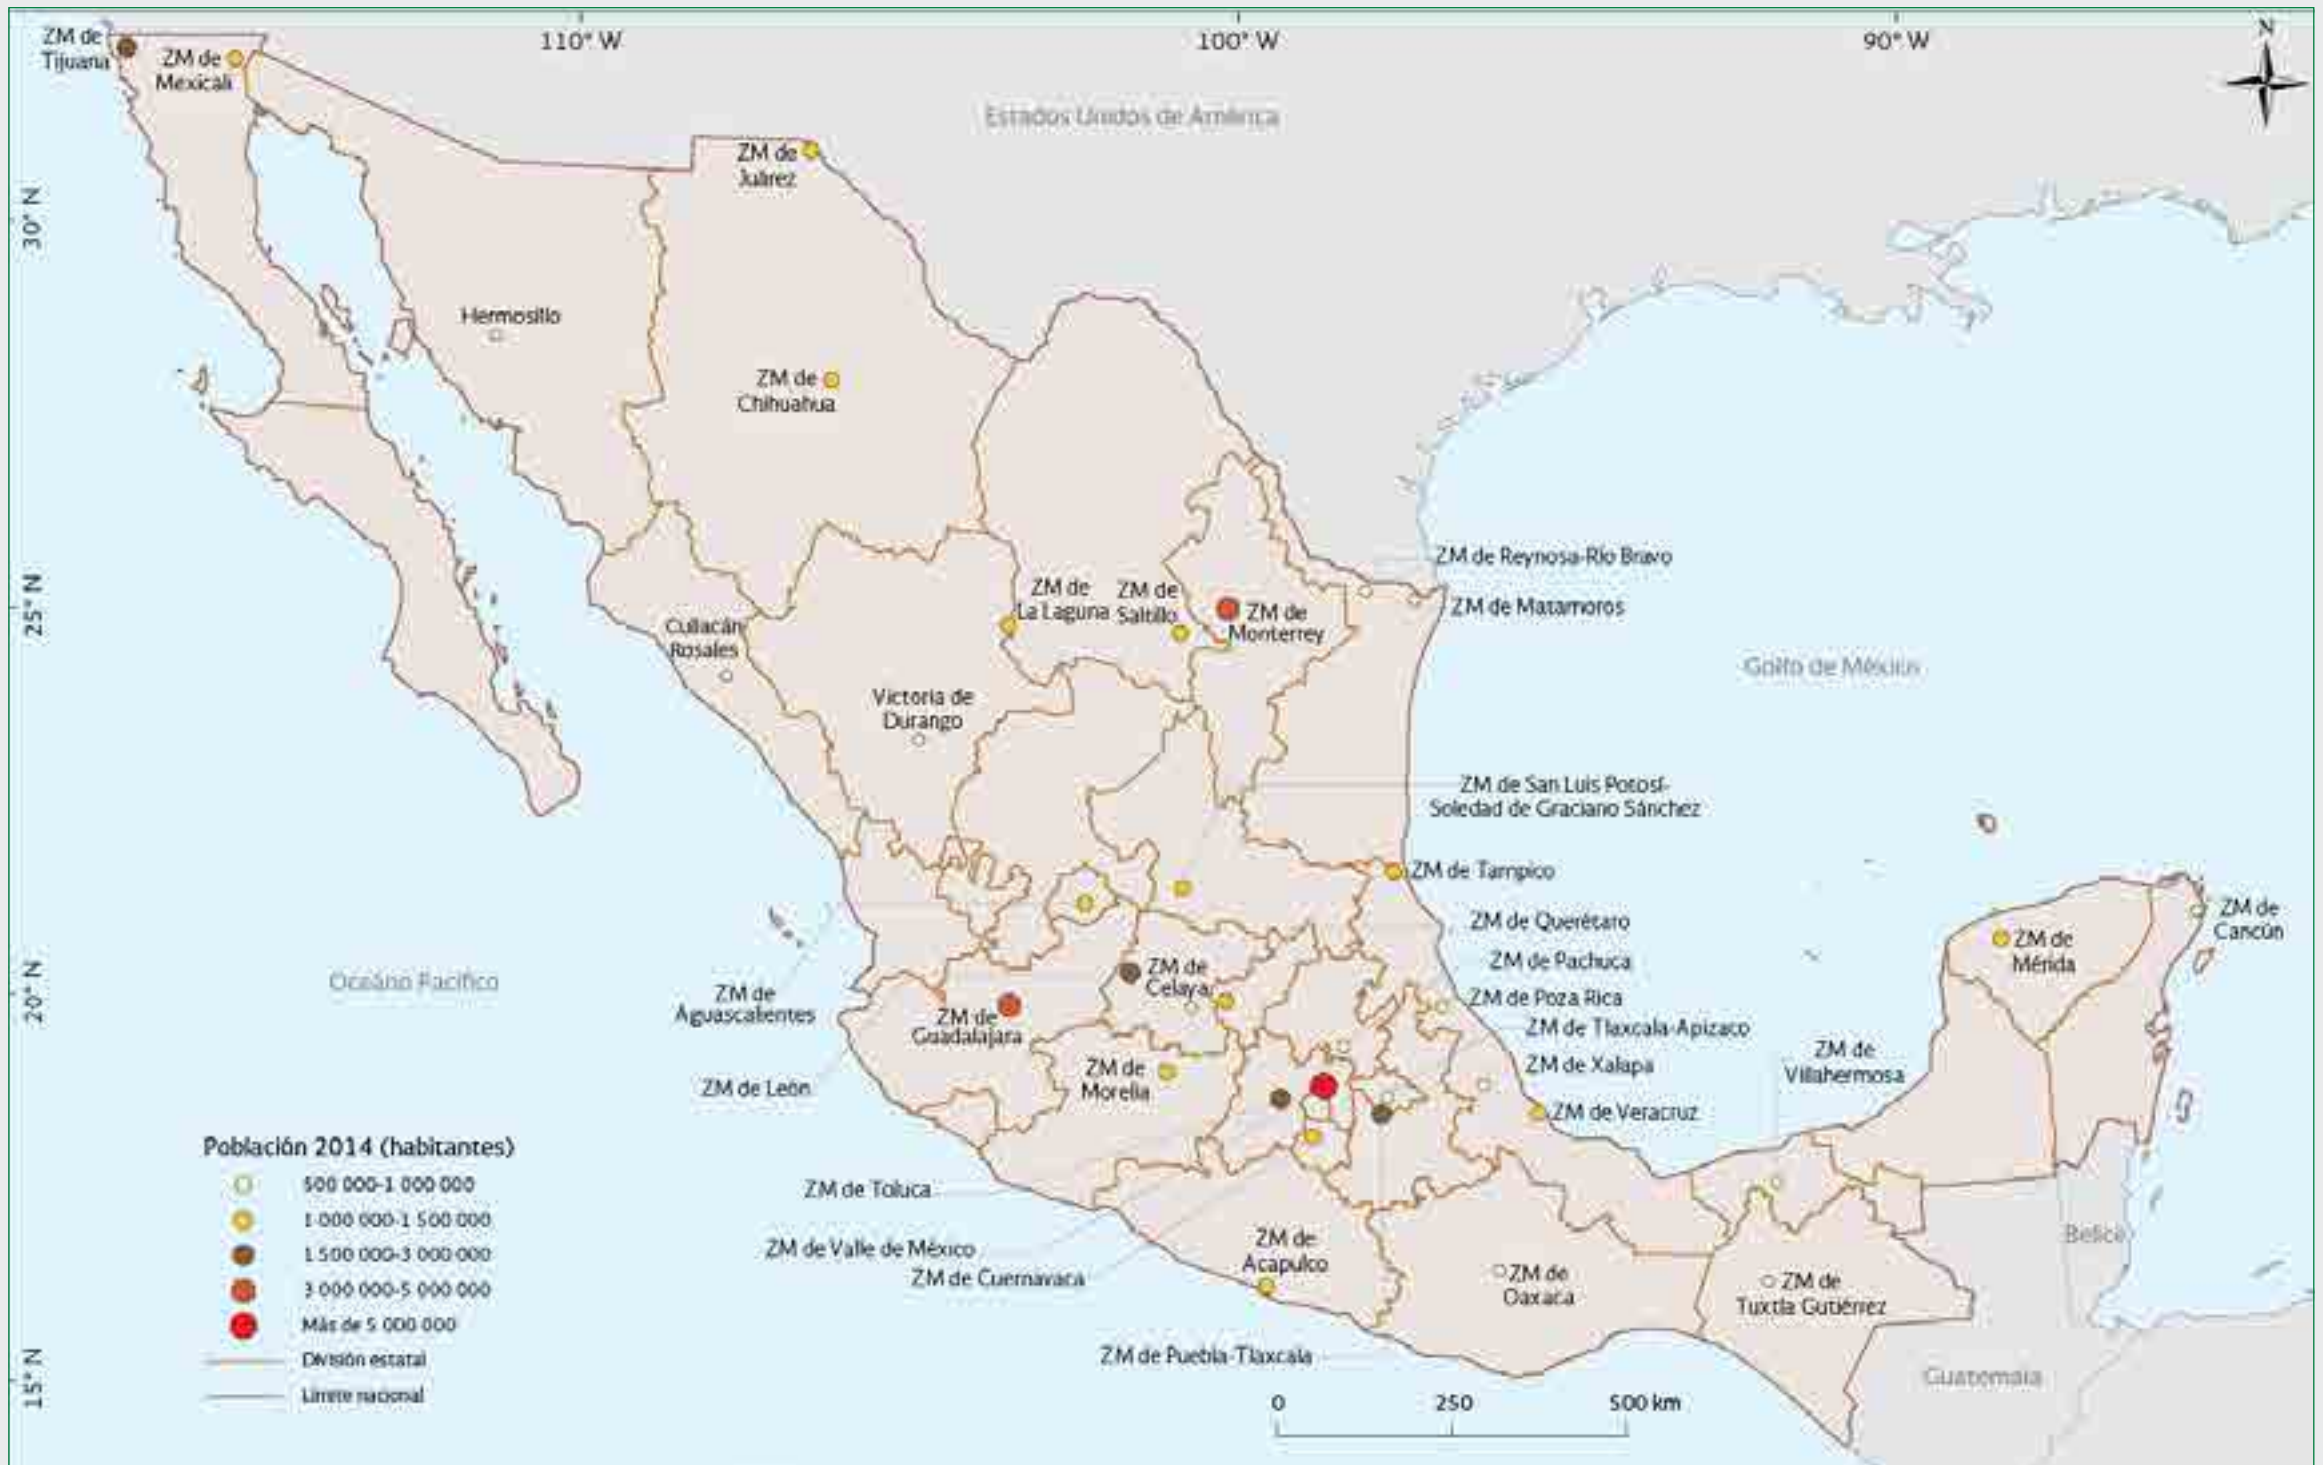 110° W
100° W
90° W
N
ZM de
Tijuana
ZM de
Mexicali
Estados Unidos de América
ZM de
Juárez
30° N
Hermosillo
ZM de
Chihuahua
25° N
ZM de Reynosa-Río Bravo
ZM de Matamoros
ZM de
La Laguna
ZM de
Saltillo
ZM de
Monterrey
Culiacán
Rosales
Golfo de México
Victoria de
Durango
ZM de San Luis Potosí-
Soledad de Graciano Sánchez
ZM de Tampico
ZM de Querétaro
ZM de
Cancún
ZM de
Mérida
ZM de Pachuca
ZM de
Celaya
Océano Pacífico
20° N
ZM de Poza Rica
ZM de
Aguascalientes
ZM de
Guadalajara
ZM de Tlaxcala-Apizaco
ZM de Xalapa
ZM de
Villahermosa
ZM de León
ZM de
Morelia
ZM de Veracruz
Población 2014 (habitantes)
500 000-1 000 000
1 000 000-1 500 000
1 500 000-3 000 000
3 000 000-5 000 000
Más de 5 000 000
División estatal
Límite nacional
ZM de Toluca
ZM de Valle de México
ZM de Cuernavaca
ZM de
Acapulco
ZM de
Oaxaca
ZM de
Tuxtla Gutiérrez
Belice
ZM de Puebla-Tlaxcala
Guatemala
15° N
0
250
500 km